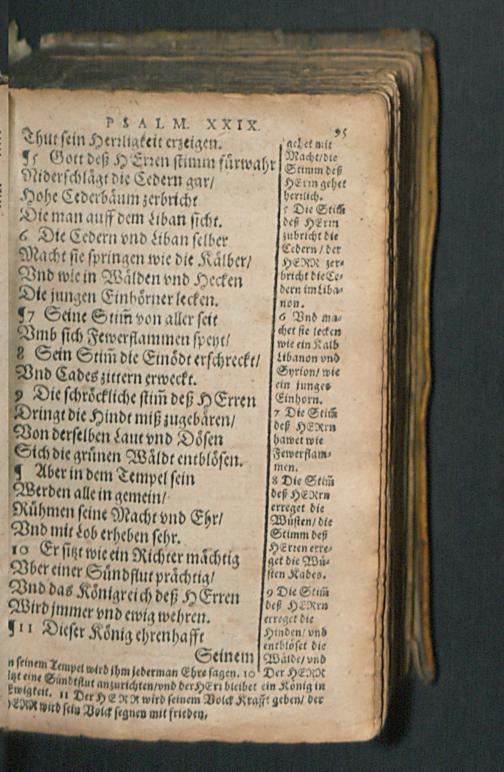 PSALM. XXIX.
95
Thut sein Herrligkeit erzeigen.
¶5 Gott deß HErren stimm fürwahr
Niderschlägt die Cedern gar/
Hohe Cederbäum zerbricht
Die man auff dem Liban sicht.
6 Die Cedern vnd Liban selber
Macht sie springen wie die Kälber/
Vnd wie in Wälden vnd Hecken
Die jungen Einhörner lecken.
¶7 Seine Stim̃ von aller seit
Vmb sich Fewerflammen speyt/
8 Sein Stim̃ die Einödt erschreckt/
Vnd Cades zittern erweckt.
9 Die schröckliche stim̃ deß HErren
Dringt die Hindt miß zugebären/
Von derselben Laut vnd Dösen
Sich die grünen Wäldt entblösen.
¶ Aber in dem Tempel sein
Werden alle in gemein/
Rühmen seine Macht vnd Ehr/
Vnd mit Lob erheben sehr.
10 Er sitzt wie ein Richter mächtig
Vber einer Sündflut prächtig/
Vnd das Königreich deß HErren
Wird jmmer vnd ewig wehren.
¶11 Dieser König ehrenhafft
Seinem
gehet mit
Macht/die
Stimm deß
HErrn gehet
herrlich.
5 Die Stim̃
deß HErrn
zubricht die
Cedern / der
HERR zer-
bricht die Ce-
dern im Liba-
non.
6 Vnd ma-
chet sie lecken
wie ein Kalb
Libanon vnd
Syrion/ wie
ein junges
Einhorn.
7 Die Stim̃
deß HERrn
hawet wie
Fewerflam-
men.
8 Die Stim̃
deß HERrn
erreget die
Wüsten/ die
Stimm deß
HErren erre-
get die Wü-
sten Kades.
9 Die Stim̃
deß HERrn
erreget die
Hinden/ vnd
entblöset die
Wälde/ vnd
n seinem Tempel wird jhm jederman Ehre sagen. 10 Der HERR
itzt eine Sündtflut anzurichten/vnd der HErr bleibet ein König in
Ewigkeit. 11 Der HERR wird seinem Volck Krafft geben/ der
HERR wird sein Volck segnen mit frieden.